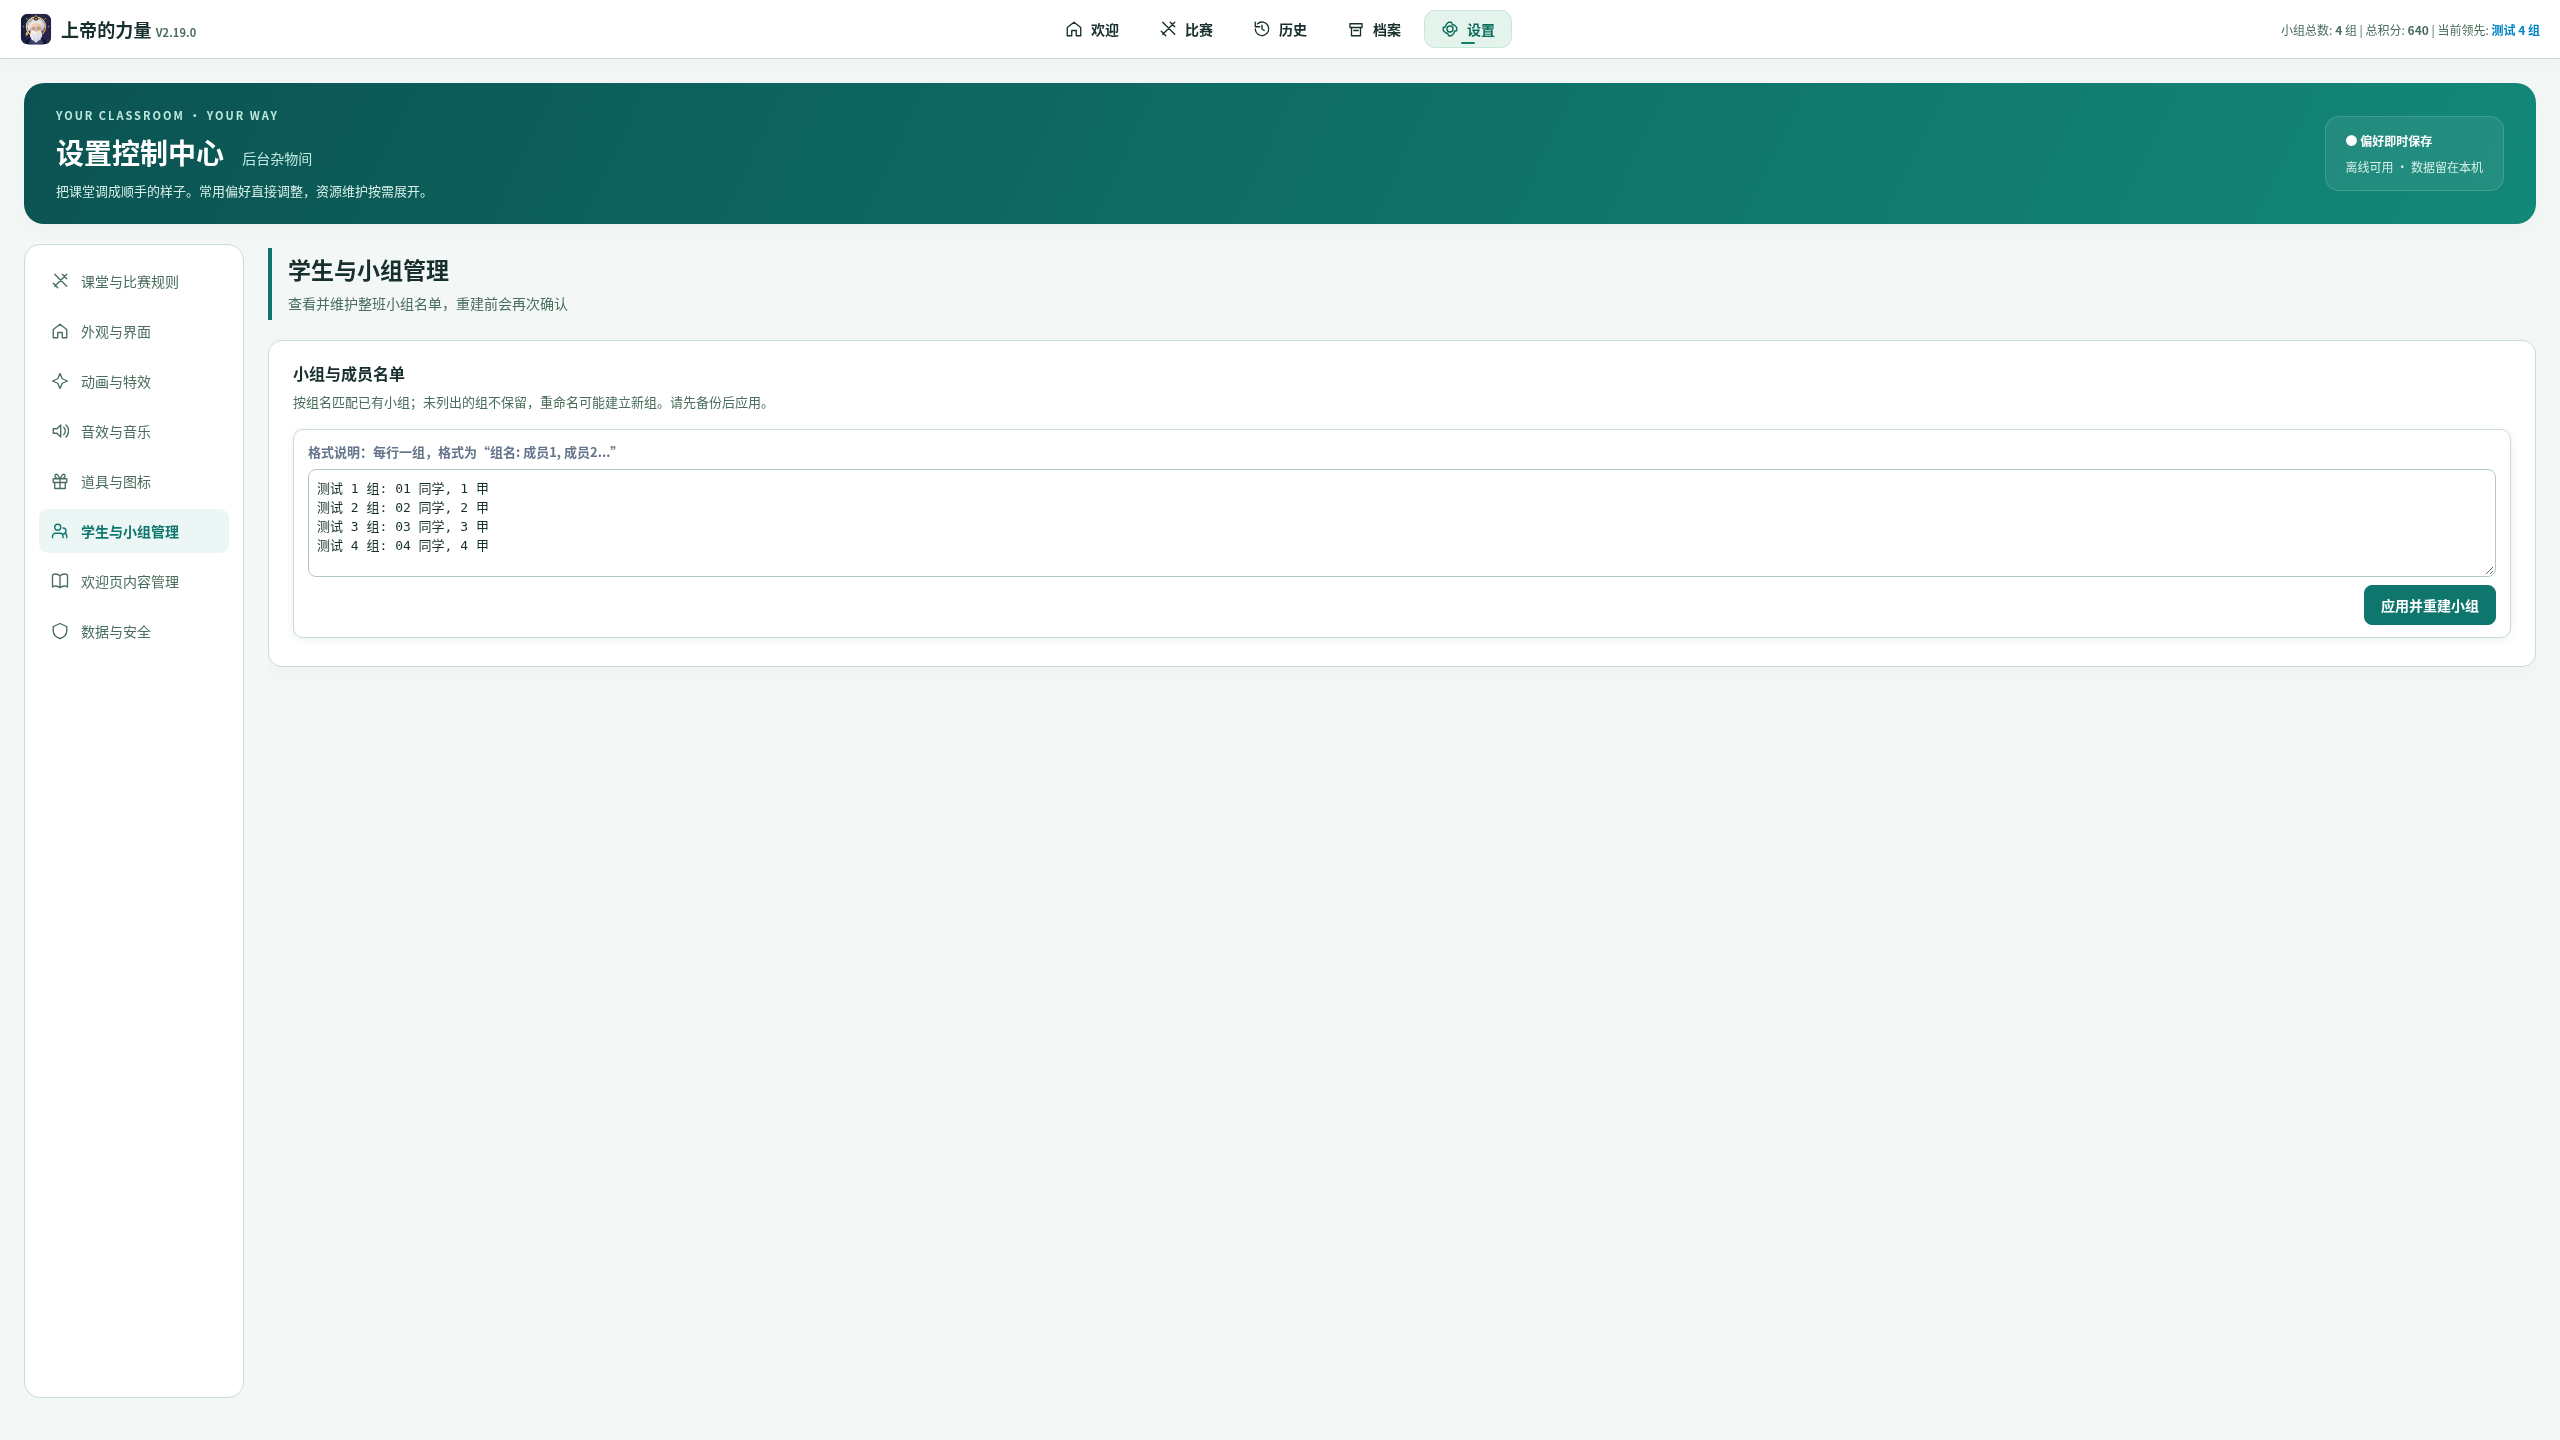 上帝的力量 V2.19.0
欢迎
比赛
历史
档案
设置
小组总数: 4 组 | 总积分: 640 | 当前领先: 测试 4 组
YOUR CLASSROOM · YOUR WAY
设置控制中心 后台杂物间
把课堂调成顺手的样子。常用偏好直接调整，资源维护按需展开。
● 偏好即时保存
离线可用 · 数据留在本机
课堂与比赛规则
外观与界面
动画与特效
音效与音乐
道具与图标
学生与小组管理
欢迎页内容管理
数据与安全
学生与小组管理
查看并维护整班小组名单，重建前会再次确认
小组与成员名单
按组名匹配已有小组；未列出的组不保留，重命名可能建立新组。请先备份后应用。
格式说明：每行一组，格式为“组名: 成员1, 成员2...”
测试 1 组: 01 同学, 1 甲
测试 2 组: 02 同学, 2 甲
测试 3 组: 03 同学, 3 甲
测试 4 组: 04 同学, 4 甲
应用并重建小组